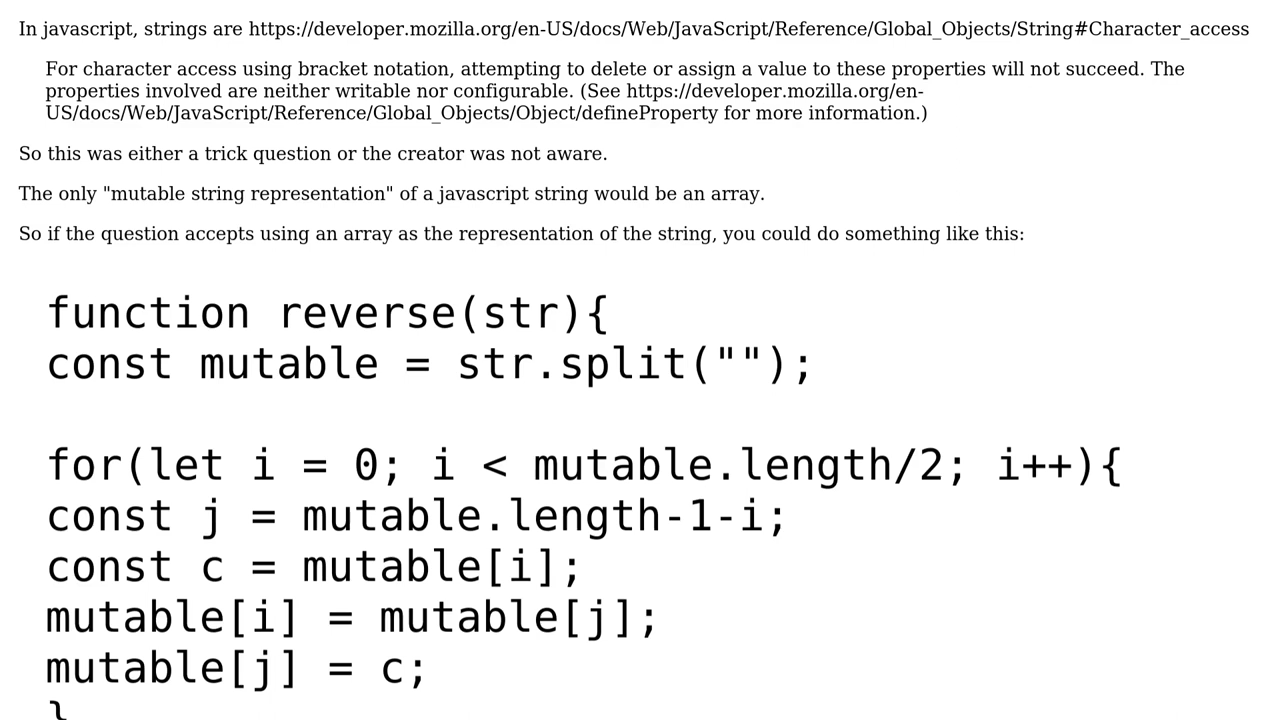 In javascript, strings are https://developer.mozilla.org/en-US/docs/Web/JavaScript/Reference/Global_Objects/String#Character_access
For character access using bracket notation, attempting to delete or assign a value to these properties will not succeed. The
properties involved are neither writable nor configurable. (See https://developer.mozilla.org/en-
US/docs/Web/JavaScript/Reference/Global_Objects/Object/defineProperty for more information.)
So this was either a trick question or the creator was not aware.
The only "mutable string representation" of a javascript string would be an array.
So if the question accepts using an array as the representation of the string, you could do something like this:
function reverse(str){
const mutable = str.split("");
for(let i = 0; i < mutable.length/2; i++){
const j = mutable.length-1-i;
const c = mutable[i];
mutable[i] = mutable[j];
mutable[j] = c;
}